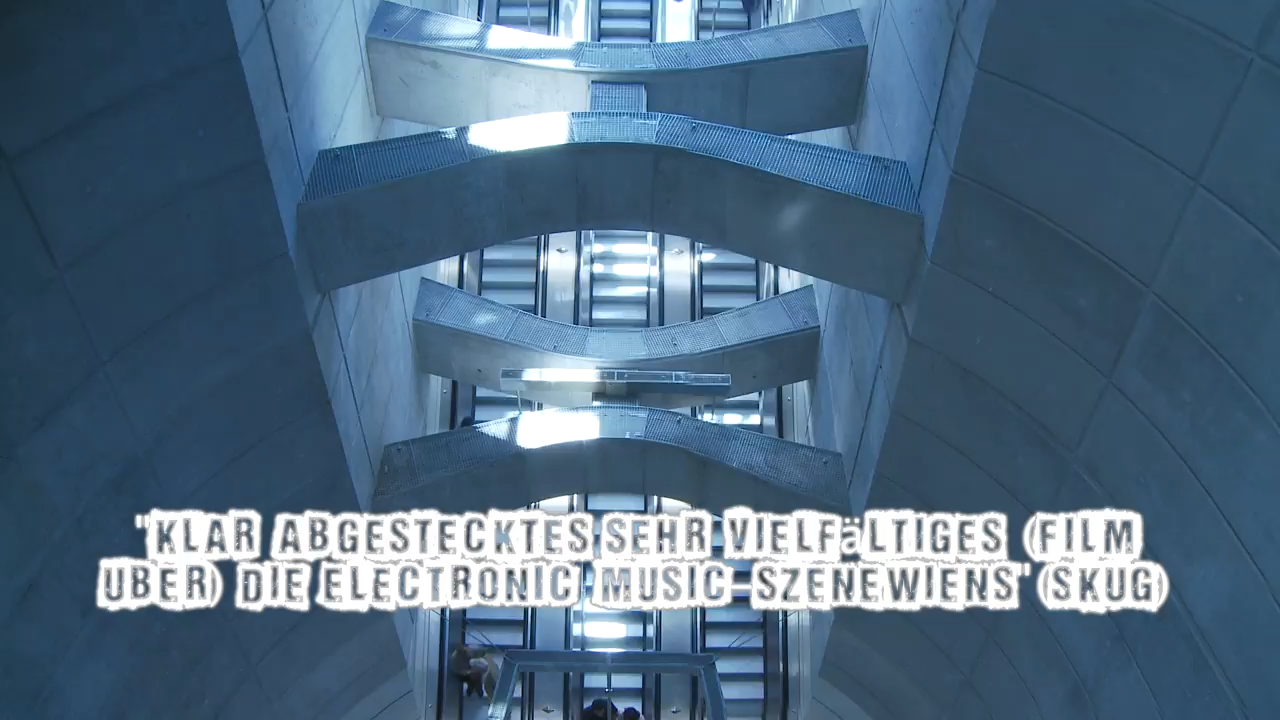 "KLAR ABGESTECKTES SEHR VIELFäLTIGES (FILM
UBER) DIE ELECTRONIC MUSIC SZENEWIENS" (SKUG)